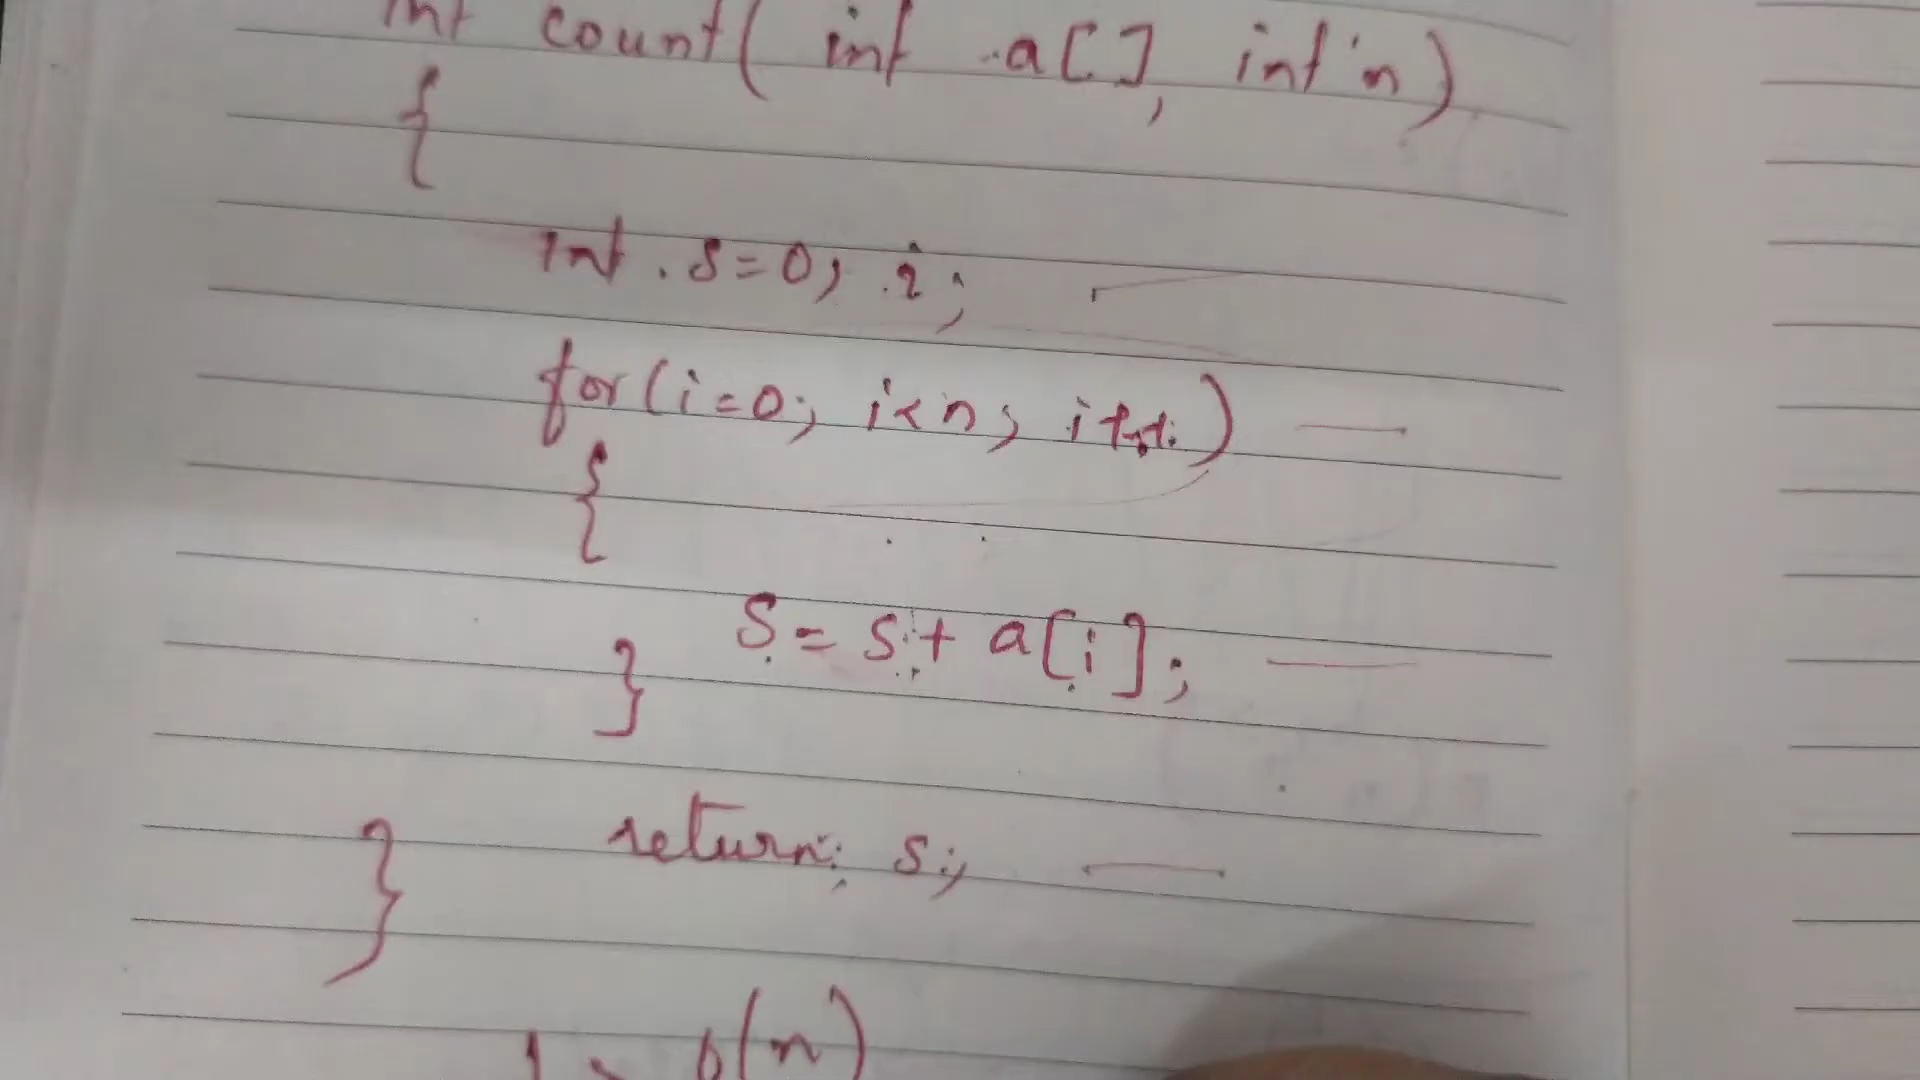 int count( int a[], int n)
{
int s=0; i;
for(i=0; i<n; i++)
{
S= s+ a[i];
}
return; s;
}
O(n)